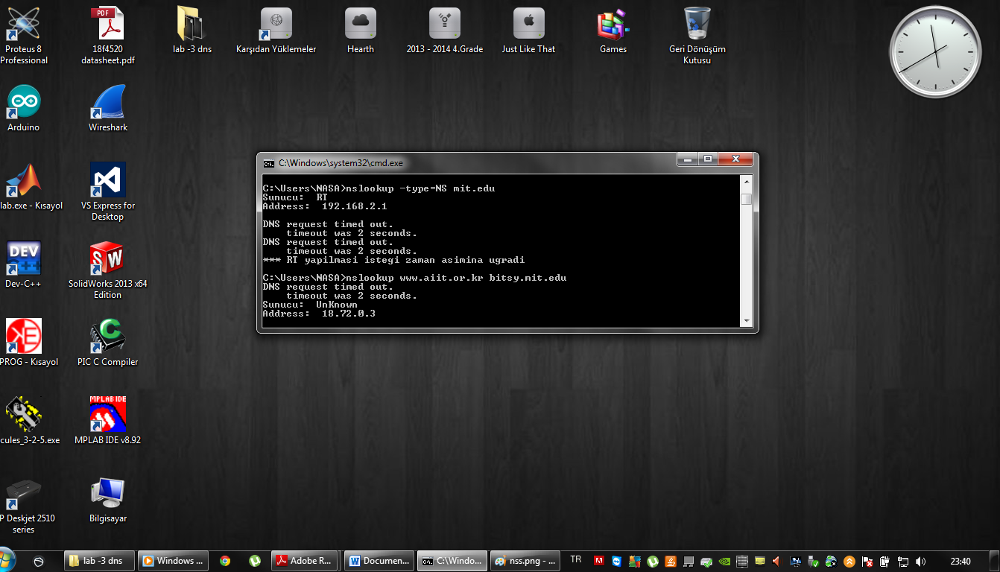 Proteus 8
Professional
PDF
18f4520
datasheet.pdf
lab -3 dns
Karşıdan Yüklemeler
Hearth
2013 - 2014 4.Grade
Just Like That
Games
Geri Dönüşüm
Kutusu
Arduino
Wireshark
lab.exe - Kısayol
VS Express for
Desktop
DEV
C++
Dev-C++
SW
SolidWorks 2013 x64
Edition
PROG - Kısayol
PIC C Compiler
cules_3-2-5.exe
MPLAB IDE
MPLAB IDE v8.92
P Deskjet 2510
series
Bilgisayar
C:\Windows\system32\cmd.exe
C:\Users\NASA>nslookup -type=NS mit.edu
Sunucu:  RT
Address:  192.168.2.1
DNS request timed out.
    timeout was 2 seconds.
DNS request timed out.
    timeout was 2 seconds.
*** RT yapilmasi istegi zaman asimina ugradi
C:\Users\NASA>nslookup www.aiit.or.kr bitsy.mit.edu
DNS request timed out.
    timeout was 2 seconds.
Sunucu:  UnKnown
Address:  18.72.0.3
lab -3 dns
Windows ...
Adobe R...
Documen...
C:\Windo...
nss.png - ...
TR
23:40